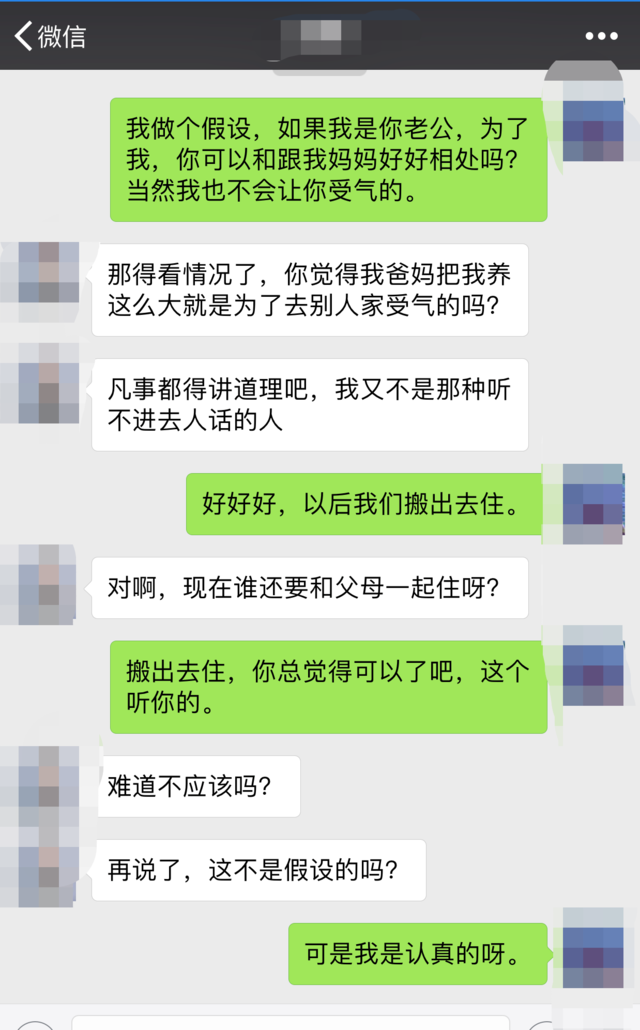 微信
我做个假设，如果我是你老公，为了
我，你可以和跟我妈妈好好相处吗？
当然我也不会让你受气的。
那得看情况了，你觉得我爸妈把我养
这么大就是为了去别人家受气的吗？
凡事都得讲道理吧，我又不是那种听
不进去人话的人
好好好，以后我们搬出去住。
对啊，现在谁还要和父母一起住呀？
搬出去住，你总觉得可以了吧，这个
听你的。
难道不应该吗？
再说了，这不是假设的吗？
可是我是认真的呀。